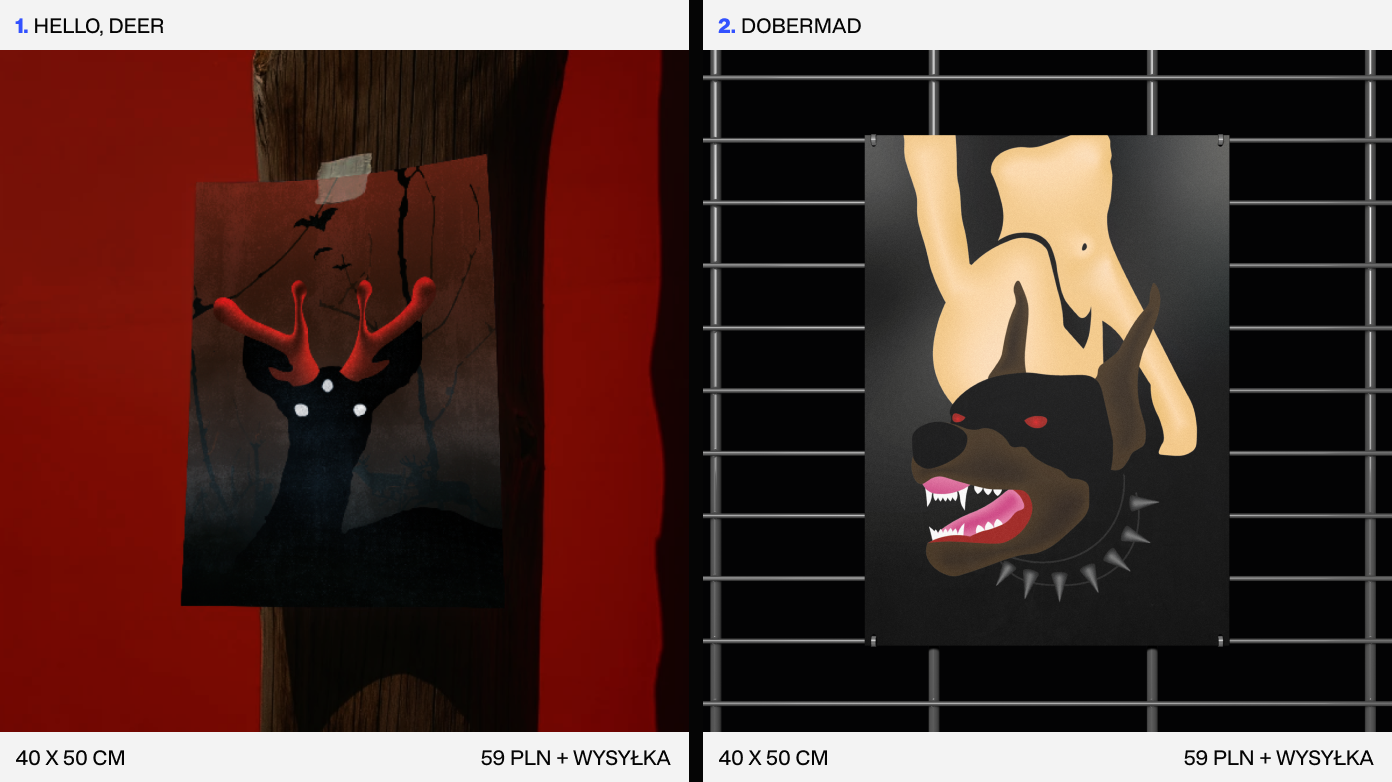 1. HELLO, DEER
2. DOBERMAD
40 X 50 CM
59 PLN + WYSYŁKA
40 X 50 CM
59 PLN + WYSYŁKA